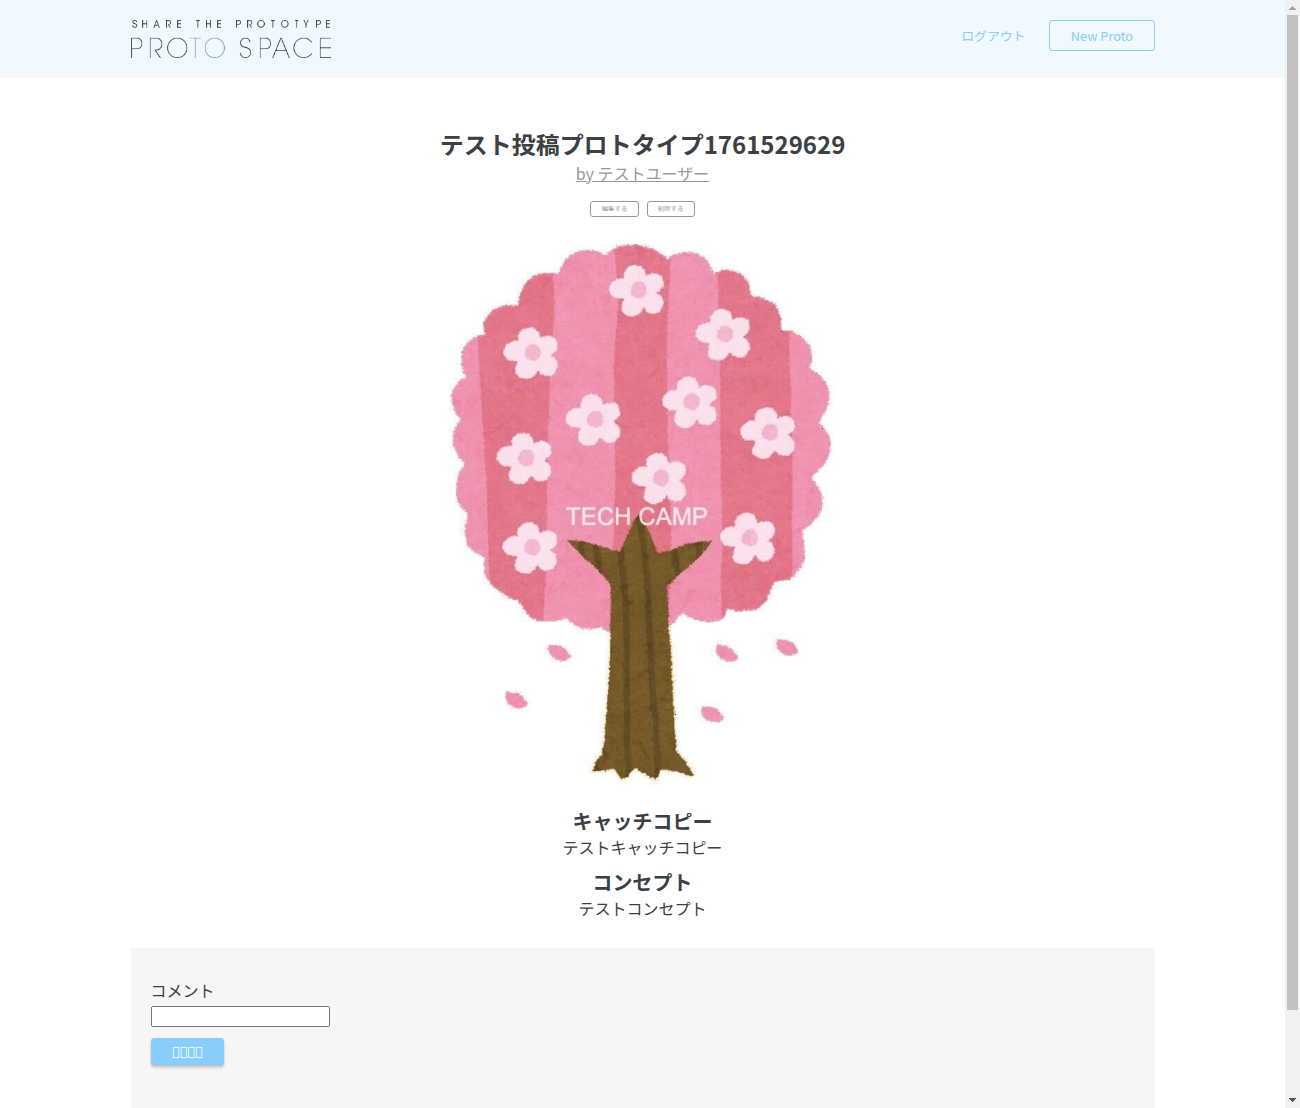 SHARE THE PROTOTYPE
PROTO SPACE
ログアウト
New Proto
テスト投稿プロトタイプ1761529629
by テストユーザー
編集する
削除する
TECH CAMP
キャッチコピー
テストキャッチコピー
コンセプト
テストコンセプト
コメント